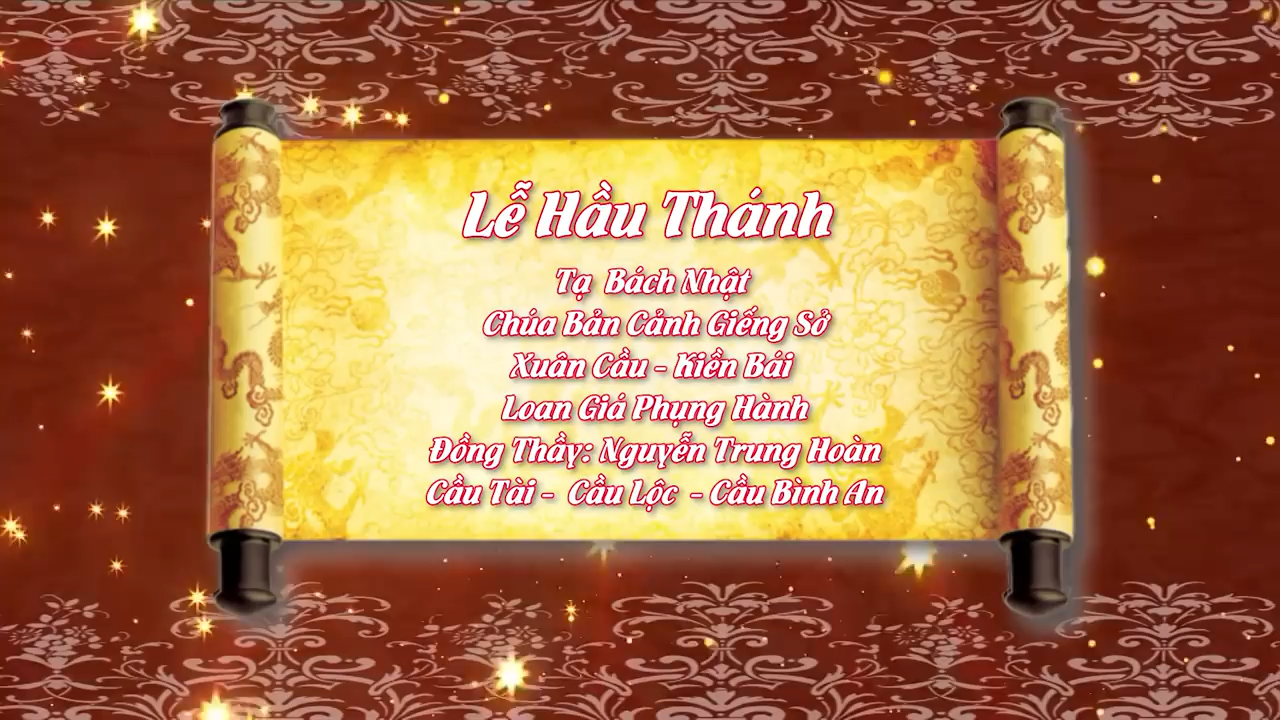 Lễ Hầu Thánh
Tạ Bách Nhật
Chúa Bản Cảnh Giếng Sở
Xuân Cầu - Kiền Bái
Loan Giá Phụng Hành
Đồng Thầy: Nguyễn Trung Hoàn
Cầu Tài - Cầu Lộc - Cầu Bình An